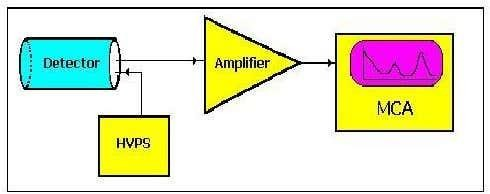 Detector
Amplifier
MCA
HVPS